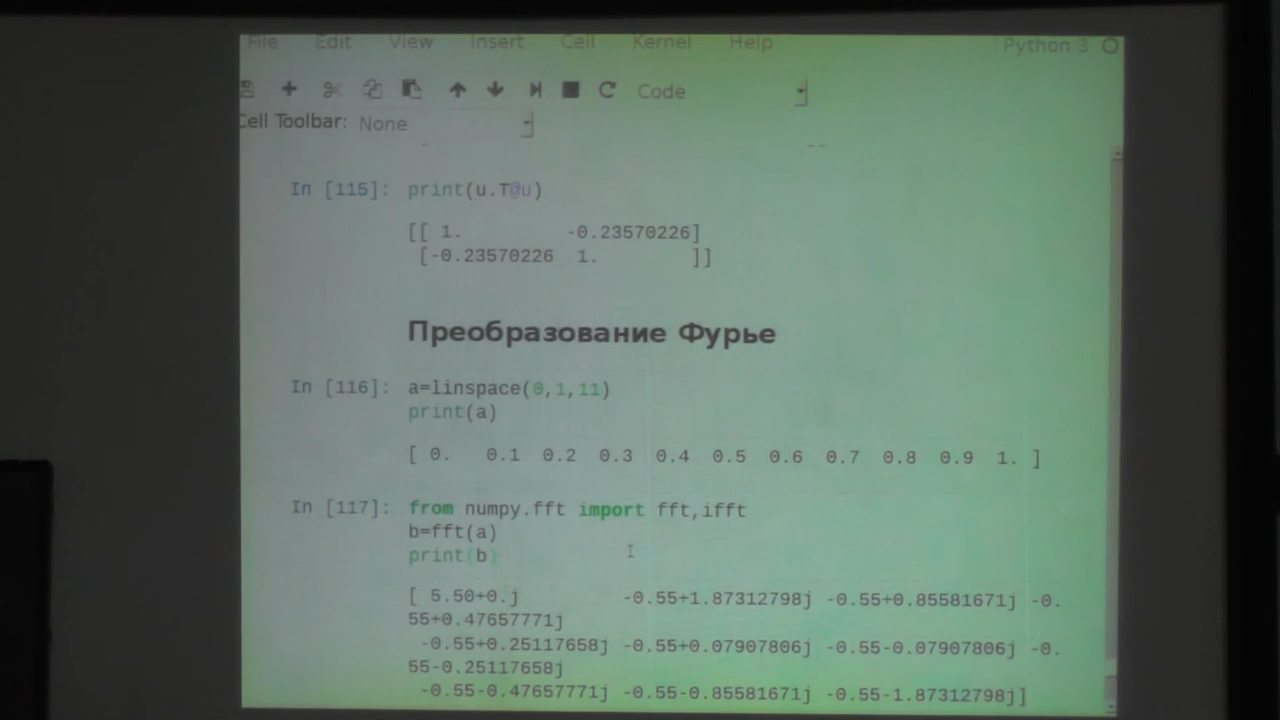 File Edit View Insert Cell Kernel Help Python 3
Code
Cell Toolbar: None
In [115]: print(u.T@u)
[[ 1. -0.23570226]
[-0.23570226 1. ]]
Преобразование Фурье
In [116]: a=linspace(0,1,11)
print(a)
[ 0. 0.1 0.2 0.3 0.4 0.5 0.6 0.7 0.8 0.9 1. ]
In [117]: from numpy.fft import fft,ifft
b=fft(a)
print(b)
[ 5.50+0.j -0.55+1.87312798j -0.55+0.85581671j -0.
55+0.47657771j
-0.55+0.25117658j -0.55+0.07907806j -0.55-0.07907806j -0.
55-0.25117658j
-0.55-0.47657771j -0.55-0.85581671j -0.55-1.87312798j]